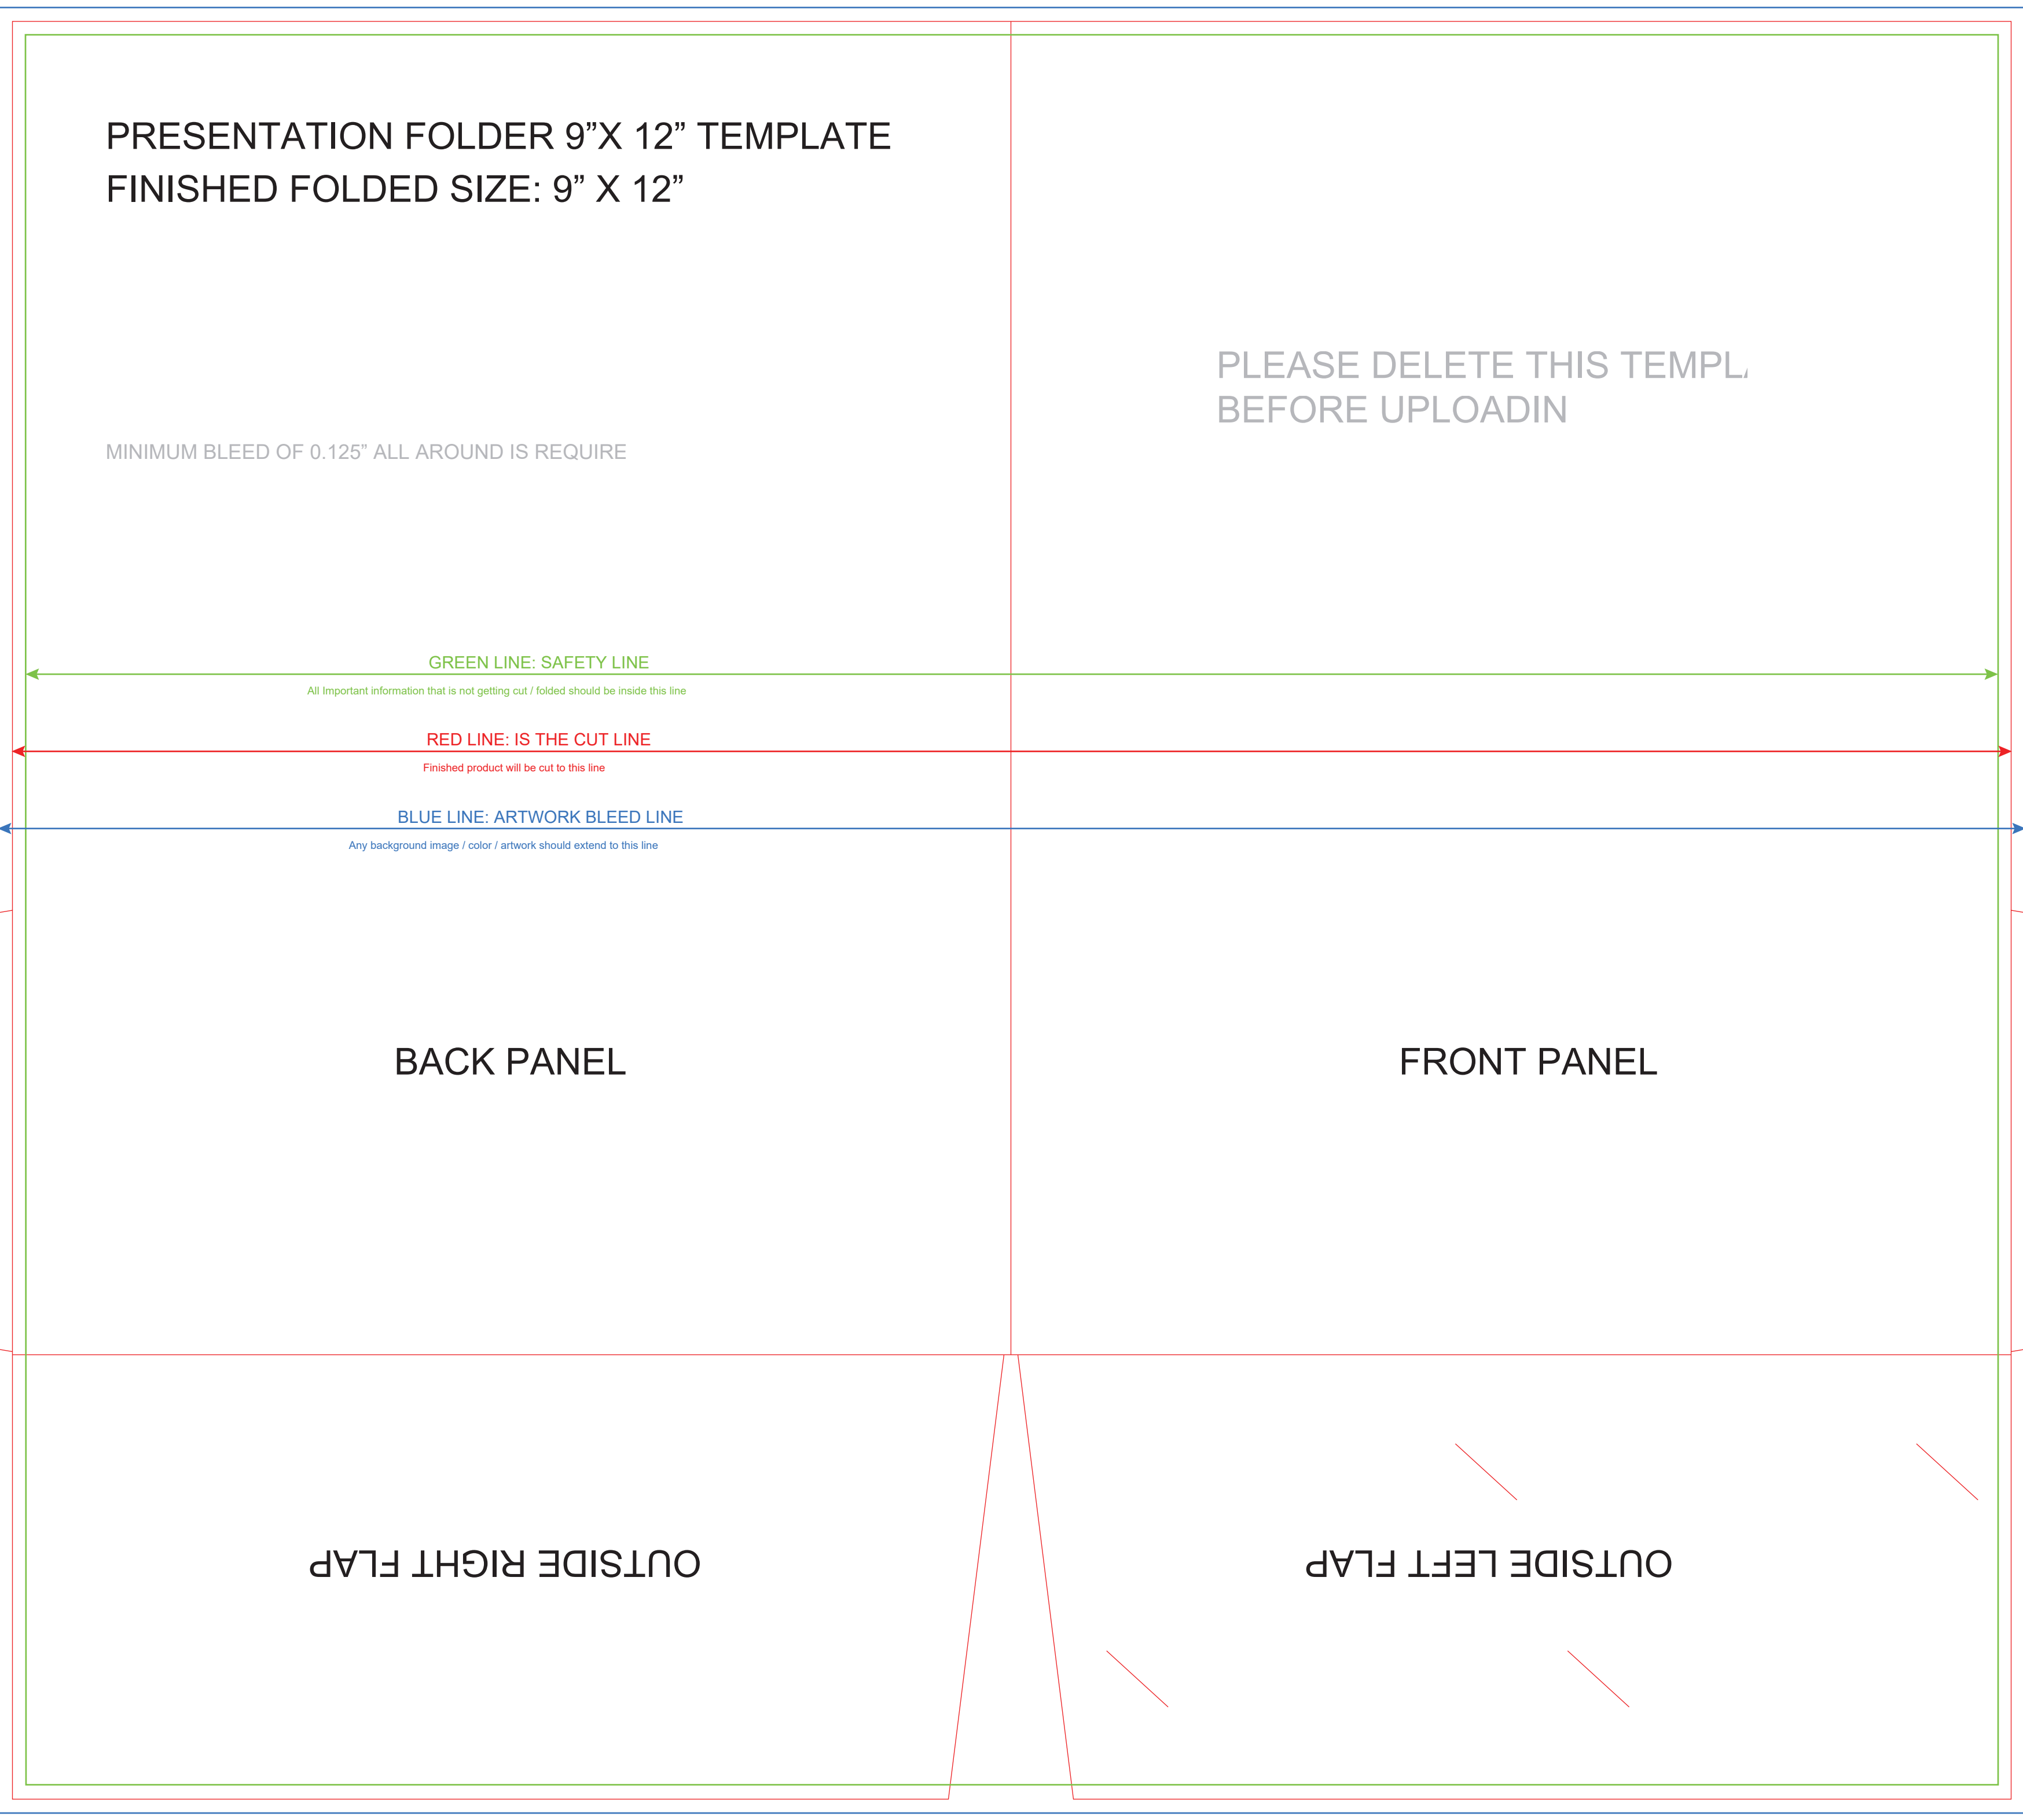 PRESENTATION FOLDER 9”X 12” TEMPLATE
FINISHED FOLDED SIZE: 9” X 12”
PLEASE DELETE THIS TEMPL
BEFORE UPLOADIN
MINIMUM BLEED OF 0.125” ALL AROUND IS REQUIRE
GREEN LINE: SAFETY LINE
All Important information that is not getting cut / folded should be inside this line
RED LINE: IS THE CUT LINE
Finished product will be cut to this line
BLUE LINE: ARTWORK BLEED LINE
Any background image / color / artwork should extend to this line
BACK PANEL
FRONT PANEL
OUTSIDE RIGHT FLAP
OUTSIDE LEFT FLAP